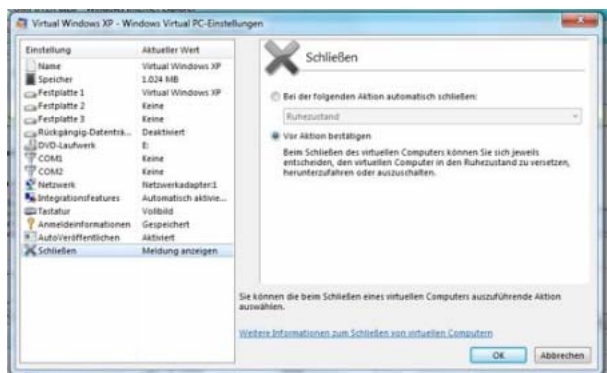 Virtual Windows XP - Windows Virtual PC-Einstellungen
Einstellung Aktueller Wert
Name Virtual Windows XP
Speicher 1.024 MB
Festplatte 1 Virtual Windows XP
Festplatte 2 Keine
Festplatte 3 Keine
Rückgängig-Datenträ... Deaktiviert
DVD-Laufwerk E:
COM1 Keine
COM2 Keine
Netzwerk Netzwerkadapter:1
Integrationsfeatures Automatisch aktivie...
Tastatur Vollbild
Anmeldeinformationen Gespeichert
AutoVeröffentlichen Aktiviert
Schließen Meldung anzeigen
Schließen
Bei der folgenden Aktion automatisch schließen:
Ruhezustand
Vor Aktion bestätigen
Beim Schließen des virtuellen Computers können Sie sich jeweils
entscheiden, den virtuellen Computer in den Ruhezustand zu versetzen,
herunterzufahren oder auszuschalten.
Sie können die beim Schließen eines virtuellen Computers auszuführende Aktion
auswählen.
Weitere Informationen zum Schließen von virtuellen Computern
OK Abbrechen